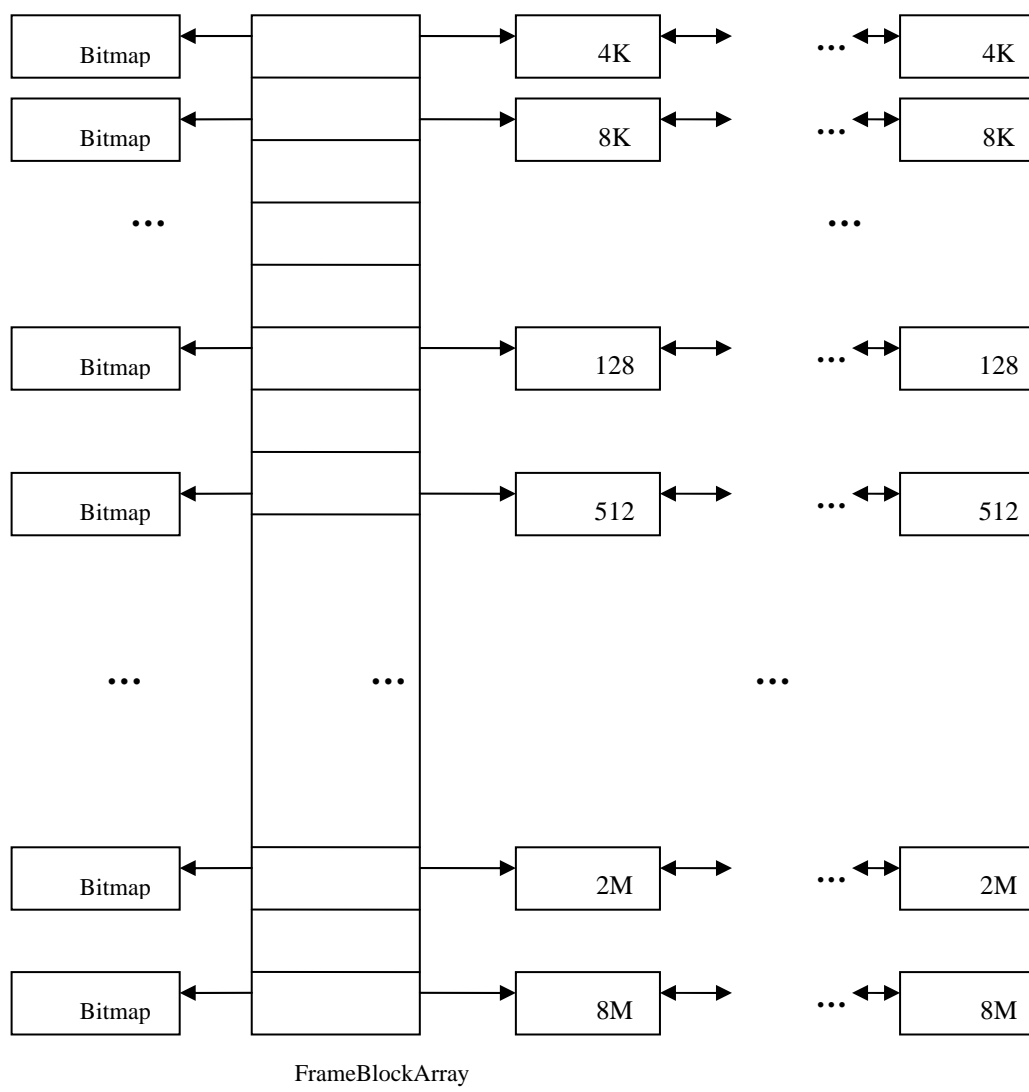 Bitmap 4K ... 4K
Bitmap 8K ... 8K
... ...
Bitmap 128 ... 128
Bitmap 512 ... 512
... ... ...
Bitmap 2M ... 2M
Bitmap 8M ... 8M
FrameBlockArray